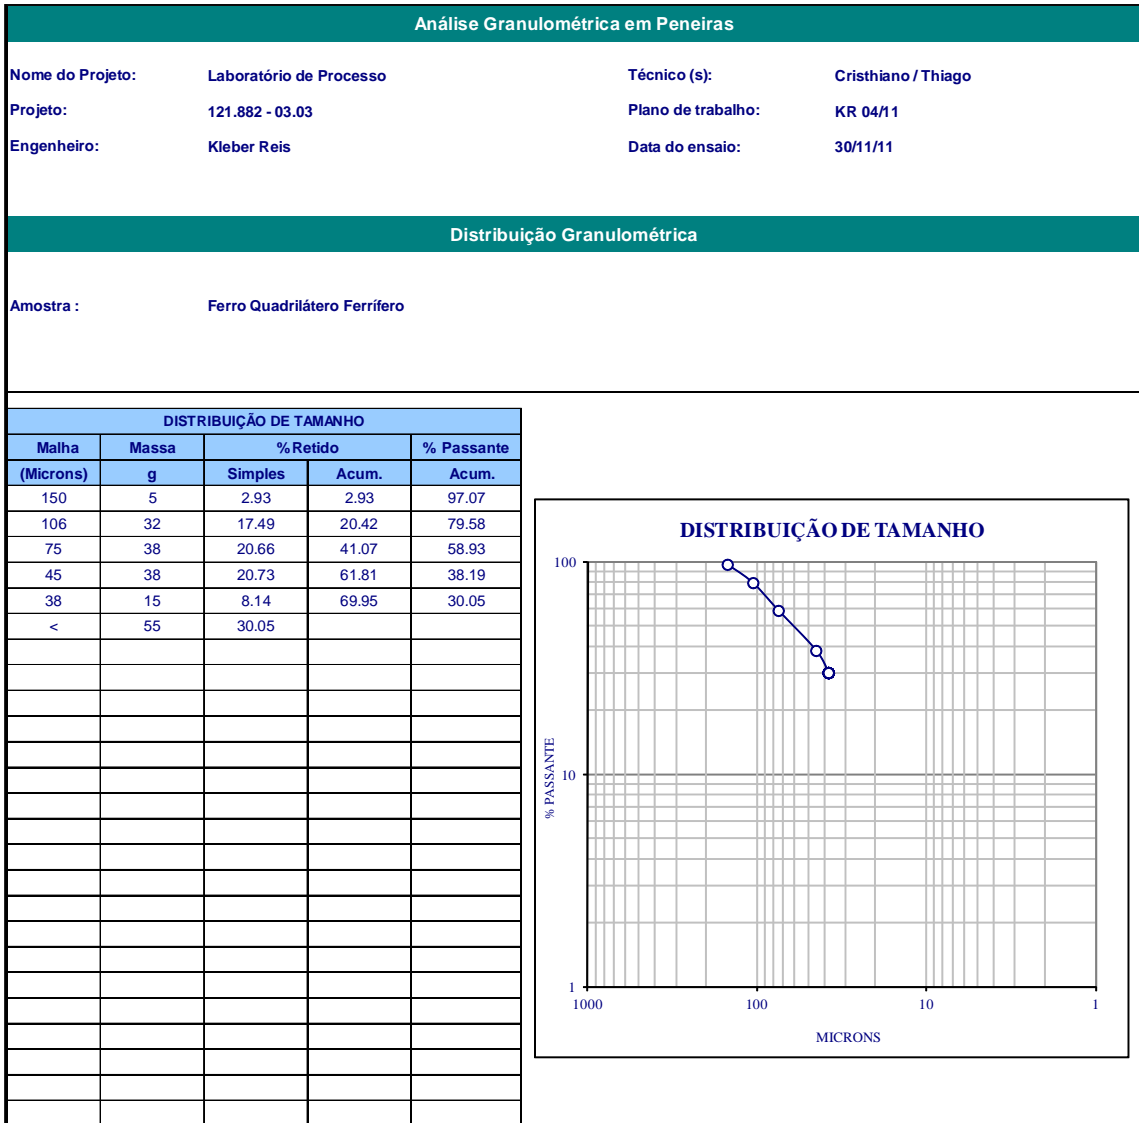 Análise Granulométrica em Peneiras
Nome do Projeto: Laboratório de Processo Técnico (s): Cristhiano / Thiago
Projeto: 121.882 - 03.03 Plano de trabalho: KR 04/11
Engenheiro: Kleber Reis Data do ensaio: 30/11/11
Distribuição Granulométrica
Amostra : Ferro Quadrilátero Ferrífero
DISTRIBUIÇÃO DE TAMANHO
Malha Massa %Retido % Passante
(Microns) g Simples Acum. Acum.
150 5 2.93 2.93 97.07
106 32 17.49 20.42 79.58
75 38 20.66 41.07 58.93
45 38 20.73 61.81 38.19
38 15 8.14 69.95 30.05
< 55 30.05
DISTRIBUIÇÃO DE TAMANHO
% PASSANTE
100
10
1
1000 100 10 1
MICRONS